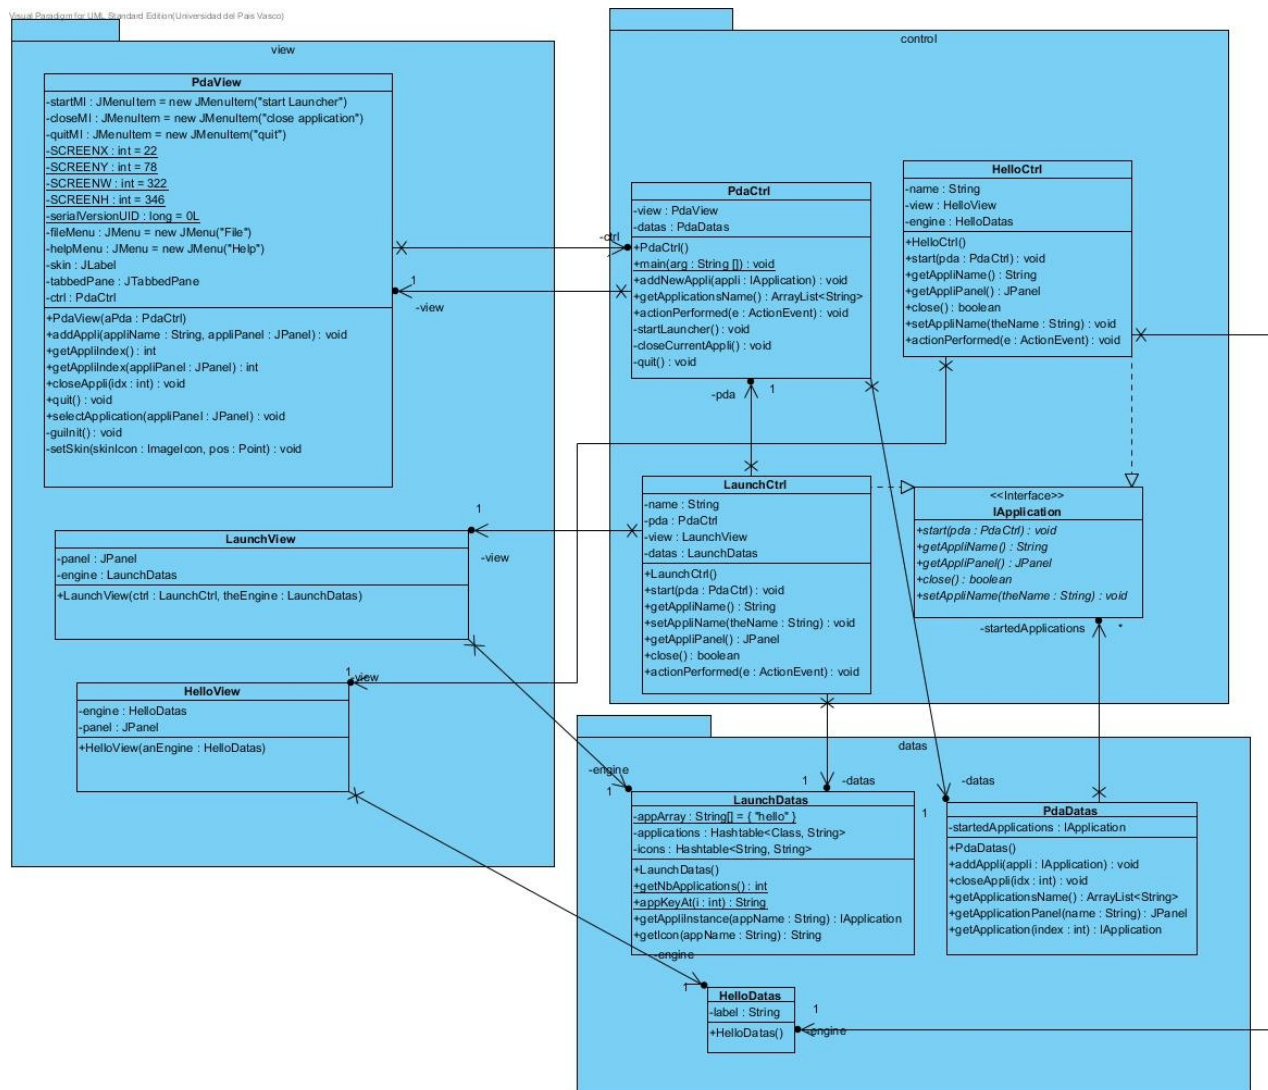 Visual Paradigm for UML Standard Edition(Universidad del Pais Vasco)
view
PdaView
-startMI : JMenuItem = new JMenuItem("start Launcher")
-closeMI : JMenuItem = new JMenuItem("close application")
-quitMI : JMenuItem = new JMenuItem("quit")
-SCREENX : int = 22
-SCREENY : int = 78
-SCREENW : int = 322
-SCREENH : int = 346
-serialVersionUID : long = 0L
-fileMenu : JMenu = new JMenu("File")
-helpMenu : JMenu = new JMenu("Help")
-skin : JLabel
-tabbedPane : JTabbedPane
-ctrl : PdaCtrl
+PdaView(aPda : PdaCtrl)
+addAppli(appliName : String, appliPanel : JPanel) : void
+getAppliIndex() : int
+getAppliIndex(appliPanel : JPanel) : int
+closeAppli(idx : int) : void
+quit() : void
+selectApplication(appliPanel : JPanel) : void
-guiInit() : void
-setSkin(skinIcon : ImageIcon, pos : Point) : void
-ctrl
1
-view
LaunchView
-panel : JPanel
-engine : LaunchDatas
+LaunchView(ctrl : LaunchCtrl, theEngine : LaunchDatas)
1
-view
HelloView
-engine : HelloDatas
-panel : JPanel
+HelloView(anEngine : HelloDatas)
1
-view
control
PdaCtrl
-view : PdaView
-datas : PdaDatas
+PdaCtrl()
+main(arg : String []) : void
+addNewAppli(appli : IApplication) : void
+getApplicationsName() : ArrayList<String>
+actionPerformed(e : ActionEvent) : void
-startLauncher() : void
-closeCurrentAppli() : void
-quit() : void
-pda
1
HelloCtrl
-name : String
-view : HelloView
-engine : HelloDatas
+HelloCtrl()
+start(pda : PdaCtrl) : void
+getAppliName() : String
+getAppliPanel() : JPanel
+close() : boolean
+setAppliName(theName : String) : void
+actionPerformed(e : ActionEvent) : void
LaunchCtrl
-name : String
-pda : PdaCtrl
-view : LaunchView
-datas : LaunchDatas
+LaunchCtrl()
+start(pda : PdaCtrl) : void
+getAppliName() : String
+setAppliName(theName : String) : void
+getAppliPanel() : JPanel
+close() : boolean
+actionPerformed(e : ActionEvent) : void
<<Interface>>
IApplication
+start(pda : PdaCtrl) : void
+getAppliName() : String
+getAppliPanel() : JPanel
+close() : boolean
+setAppliName(theName : String) : void
-startedApplications
*
datas
-engine
1
1
-datas
LaunchDatas
-appArray : String[] = { "hello" }
-applications : Hashtable<Class, String>
-icons : Hashtable<String, String>
+LaunchDatas()
+getNbApplications() : int
+appKeyAt(i : int) : String
+getAppliInstance(appName : String) : IApplication
+getIcon(appName : String) : String
-datas
1
PdaDatas
-startedApplications : IApplication
+PdaDatas()
+addAppli(appli : IApplication) : void
+closeAppli(idx : int) : void
+getApplicationsName() : ArrayList<String>
+getApplicationPanel(name : String) : JPanel
+getApplication(index : int) : IApplication
-engine
1
HelloDatas
-label : String
+HelloDatas()
1
-engine